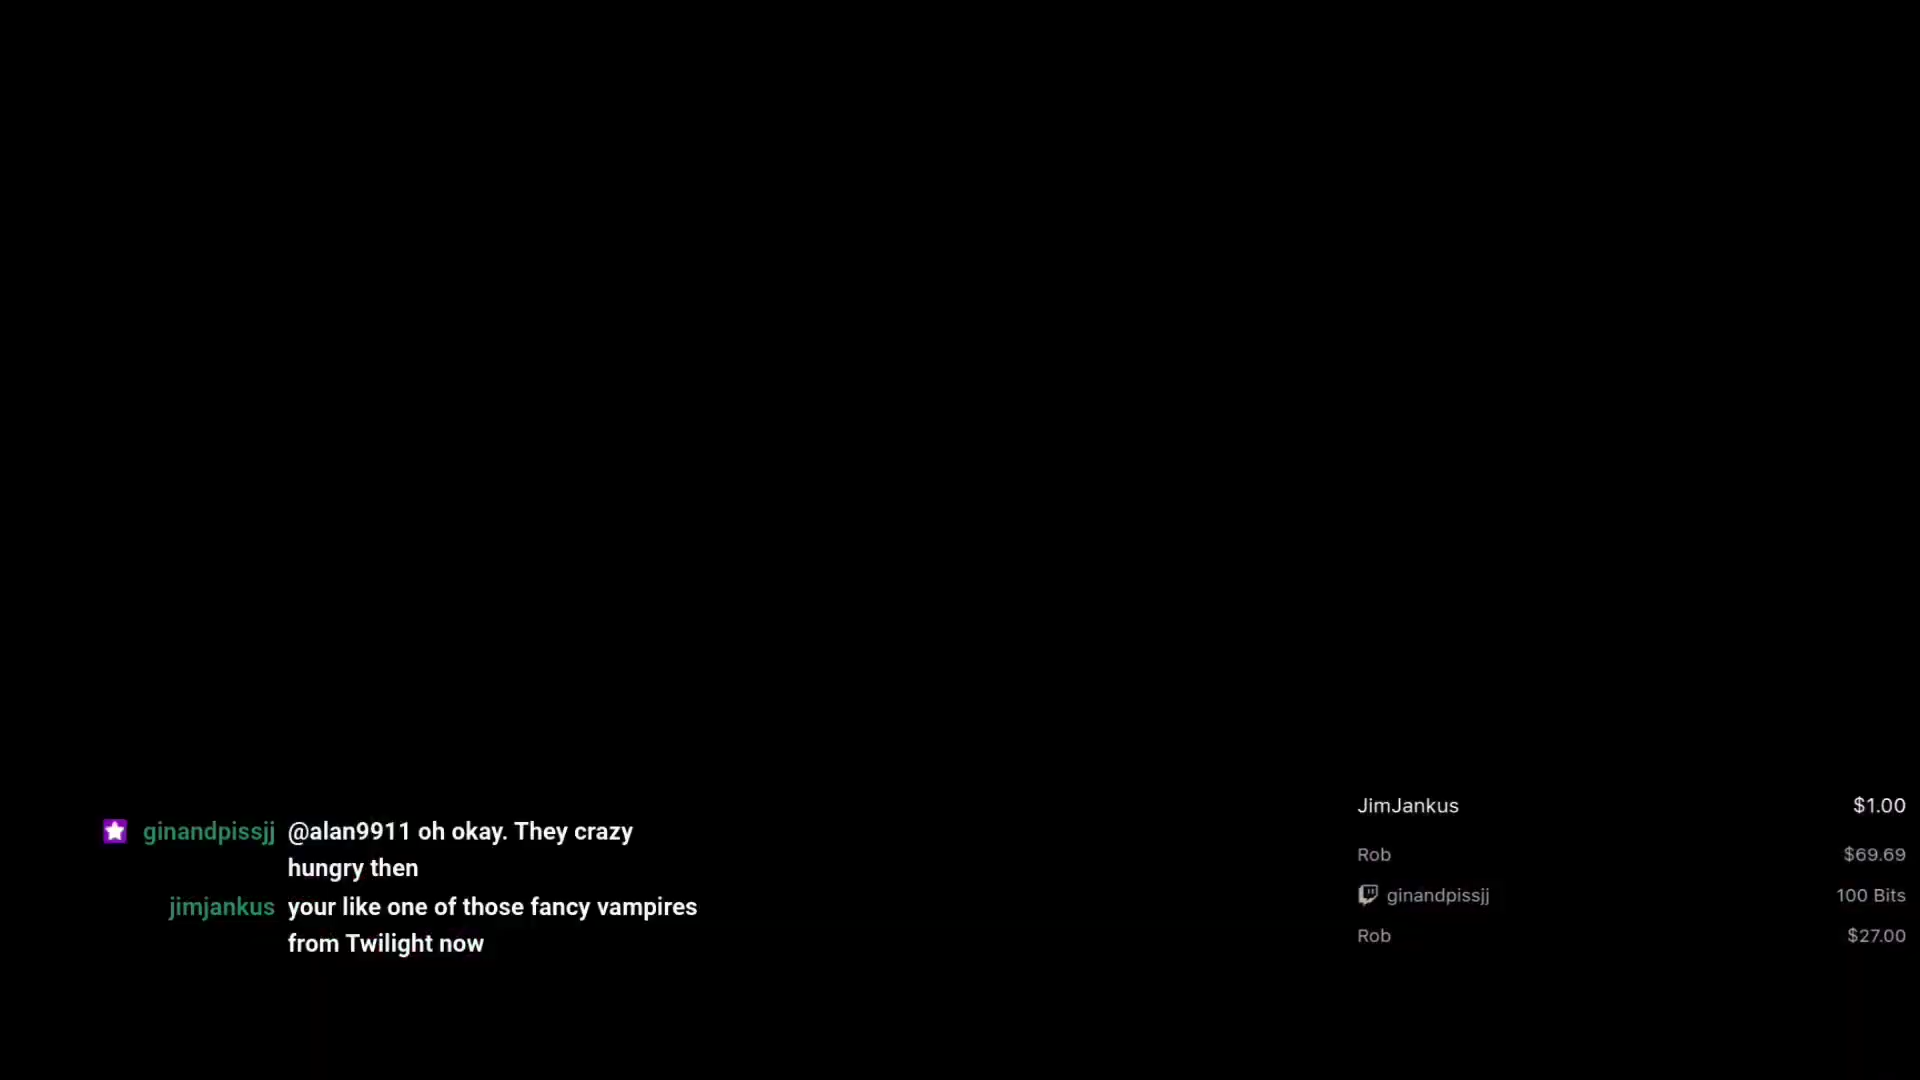 ginandpissjj @alan9911 oh okay. They crazy
hungry then
jimjankus your like one of those fancy vampires
from Twilight now
JimJankus $1.00
Rob $69.69
ginandpissjj 100 Bits
Rob $27.00